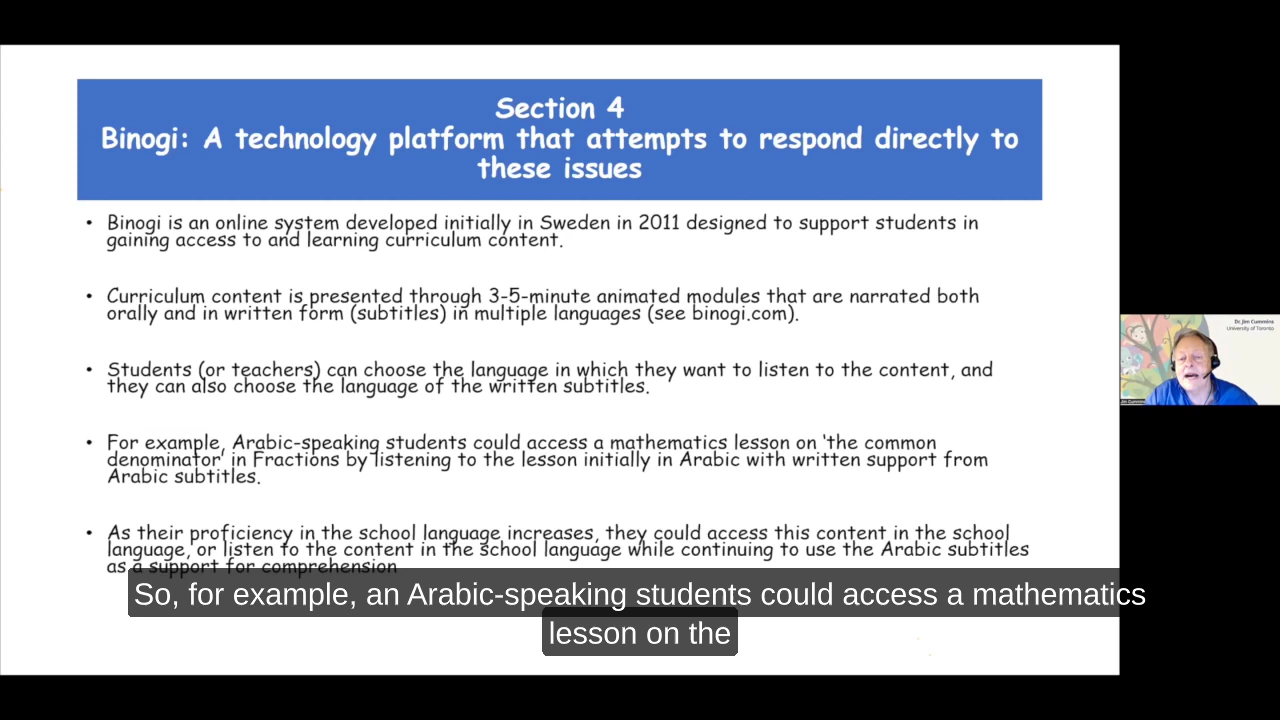 Section 4
Binogi: A technology platform that attempts to respond directly to
these issues
• Binogi is an online system developed initially in Sweden in 2011 designed to support students in
gaining access to and learning curriculum content.
• Curriculum content is presented through 3-5-minute animated modules that are narrated both
orally and in written form (subtitles) in multiple languages (see binogi.com).
• Students (or teachers) can choose the language in which they want to listen to the content, and
they can also choose the language of the written subtitles.
• For example, Arabic-speaking students could access a mathematics lesson on ‘the common
denominator’ in Fractions by listening to the lesson initially in Arabic with written support from
Arabic subtitles.
• As their proficiency in the school language increases, they could access this content in the school
language, or listen to the content in the school language while continuing to use the Arabic subtitles
as a support for comprehension
So, for example, an Arabic-speaking students could access a mathematics
lesson on the
Dr. Jim Cummins
University of Toronto
Jim Cummins